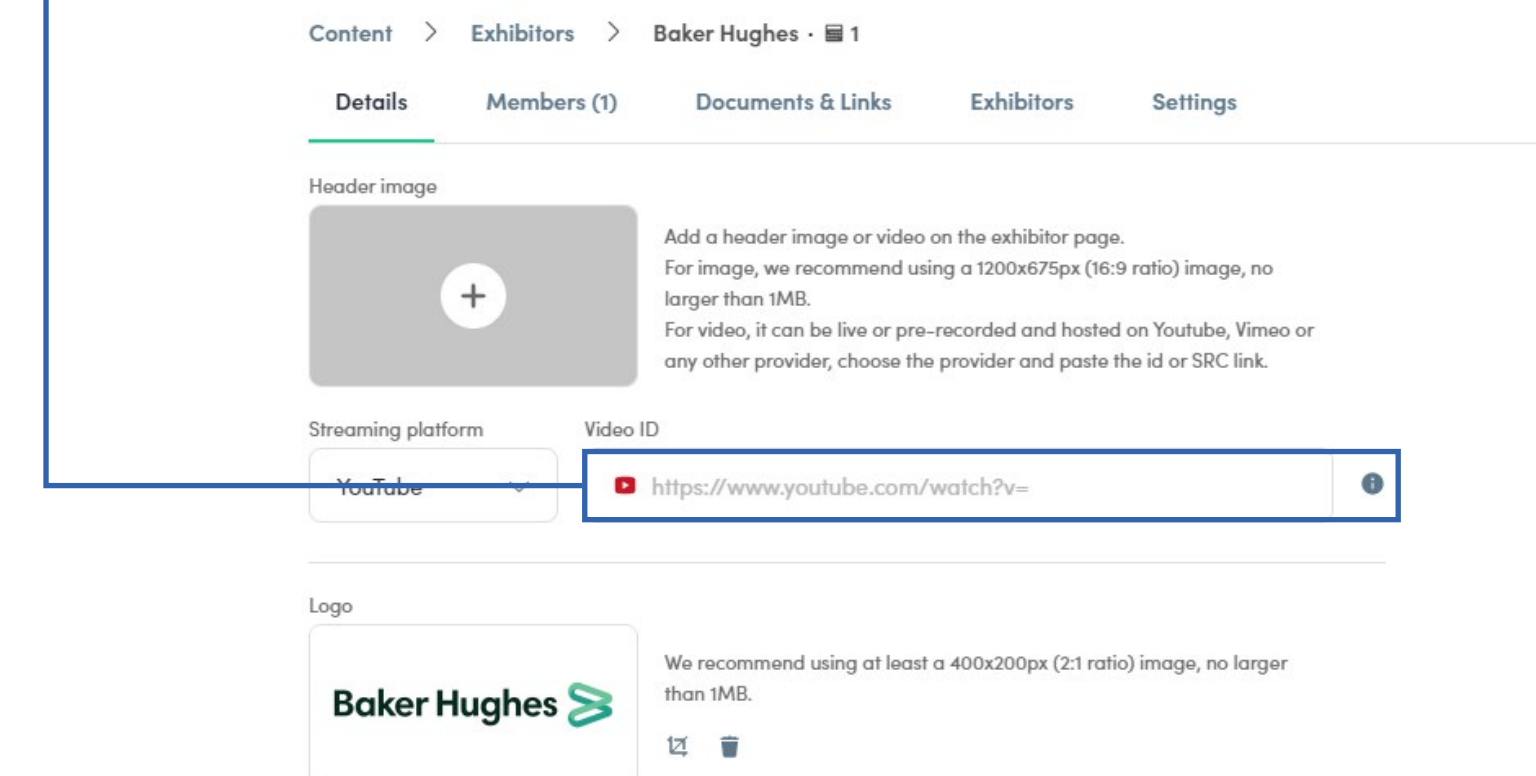 Content > Exhibitors > Baker Hughes · 1
Details Members (1) Documents & Links Exhibitors Settings
Header image
Add a header image or video on the exhibitor page.
For image, we recommend using a 1200x675px (16:9 ratio) image, no
larger than 1MB.
For video, it can be live or pre-recorded and hosted on Youtube, Vimeo or
any other provider, choose the provider and paste the id or SRC link.
Streaming platform Video ID
YouTube https://www.youtube.com/watch?v=
Logo
We recommend using at least a 400x200px (2:1 ratio) image, no larger
than 1MB.
Baker Hughes